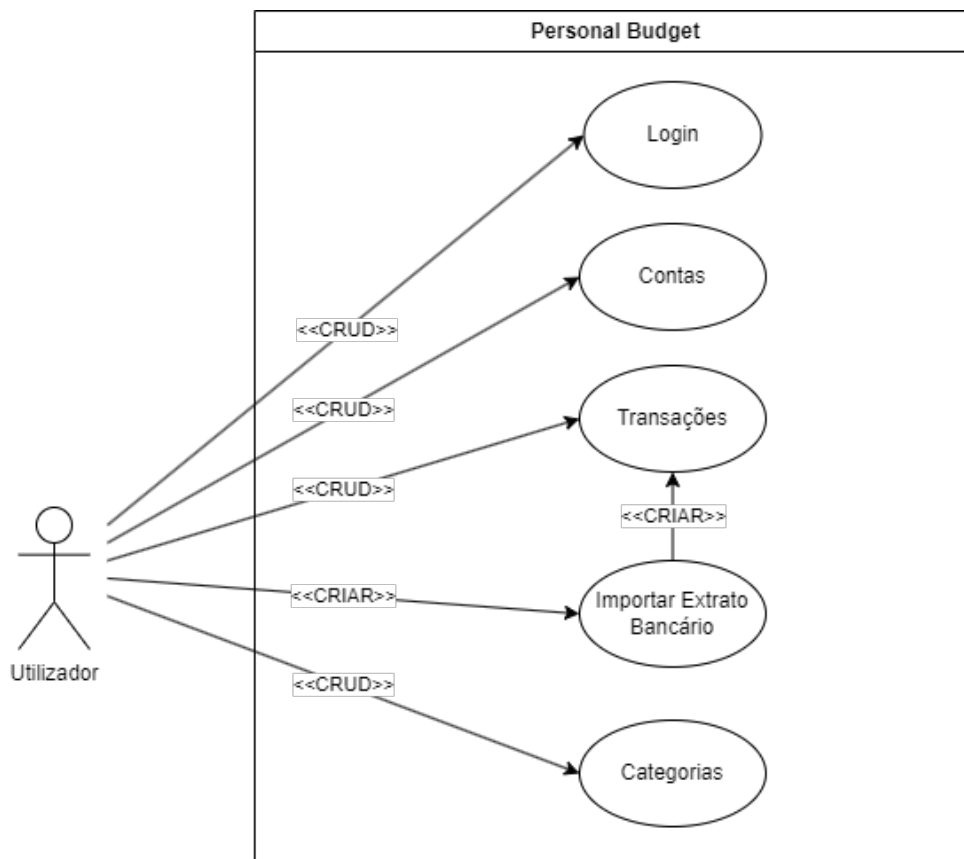 Personal Budget
Login
Contas
<<CRUD>>
<<CRUD>>
Transações
<<CRUD>>
<<CRIAR>>
<<CRIAR>>
Importar Extrato
Bancário
Utilizador
<<CRUD>>
Categorias